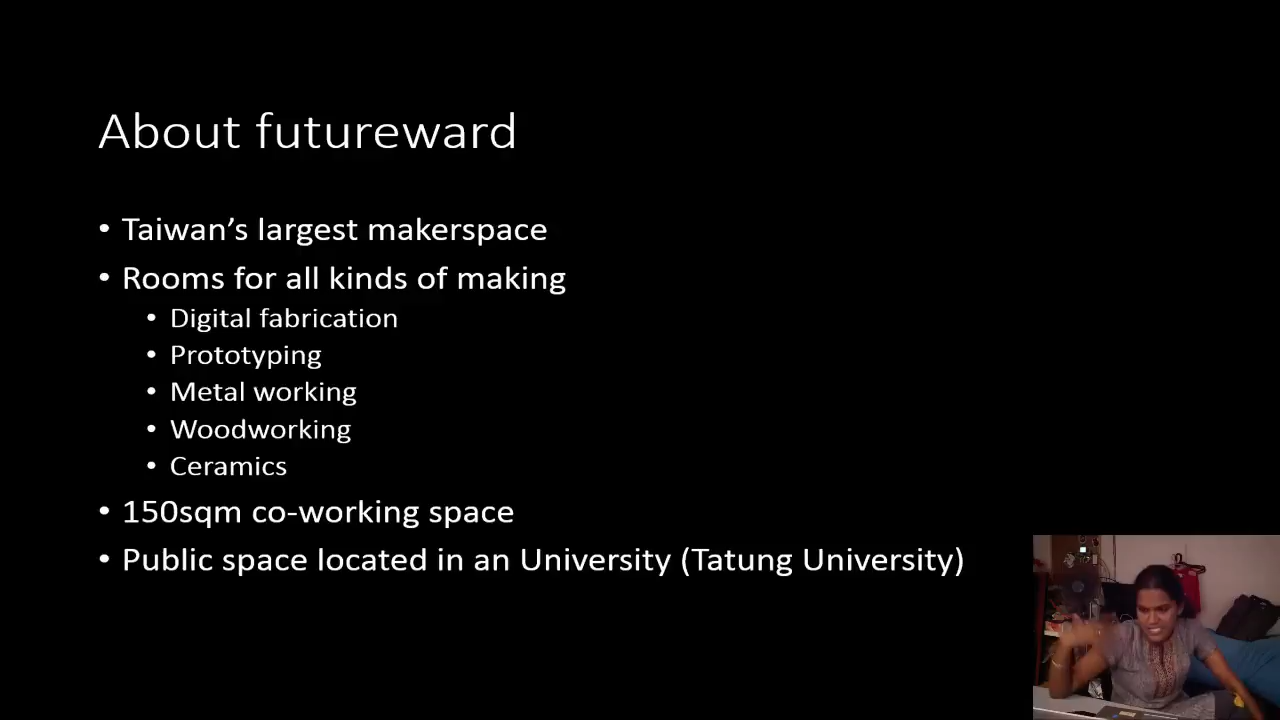 About futureward
• Taiwan’s largest makerspace
• Rooms for all kinds of making
• Digital fabrication
• Prototyping
• Metal working
• Woodworking
• Ceramics
• 150sqm co-working space
• Public space located in an University (Tatung University)